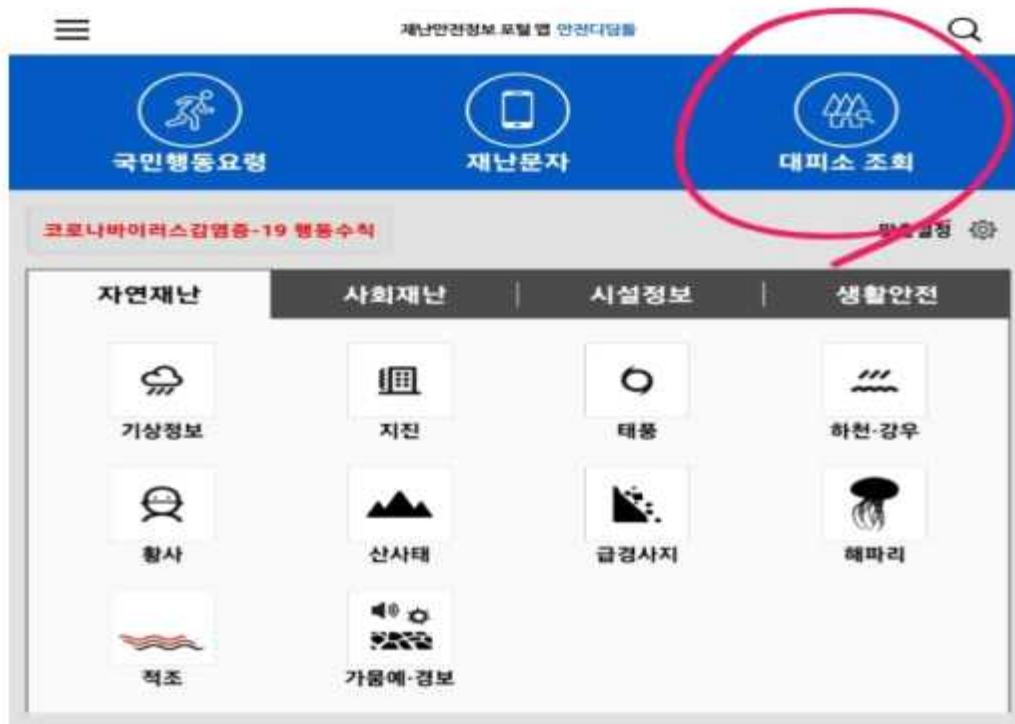 재난안전정보 포털 앱 안전디딤돌
국민행동요령
재난문자
대피소 조회
코로나바이러스감염증-19 행동수칙
맞춤설정
자연재난
사회재난
시설정보
생활안전
기상정보
지진
태풍
하천·강우
황사
산사태
급경사지
해파리
적조
가뭄예·경보